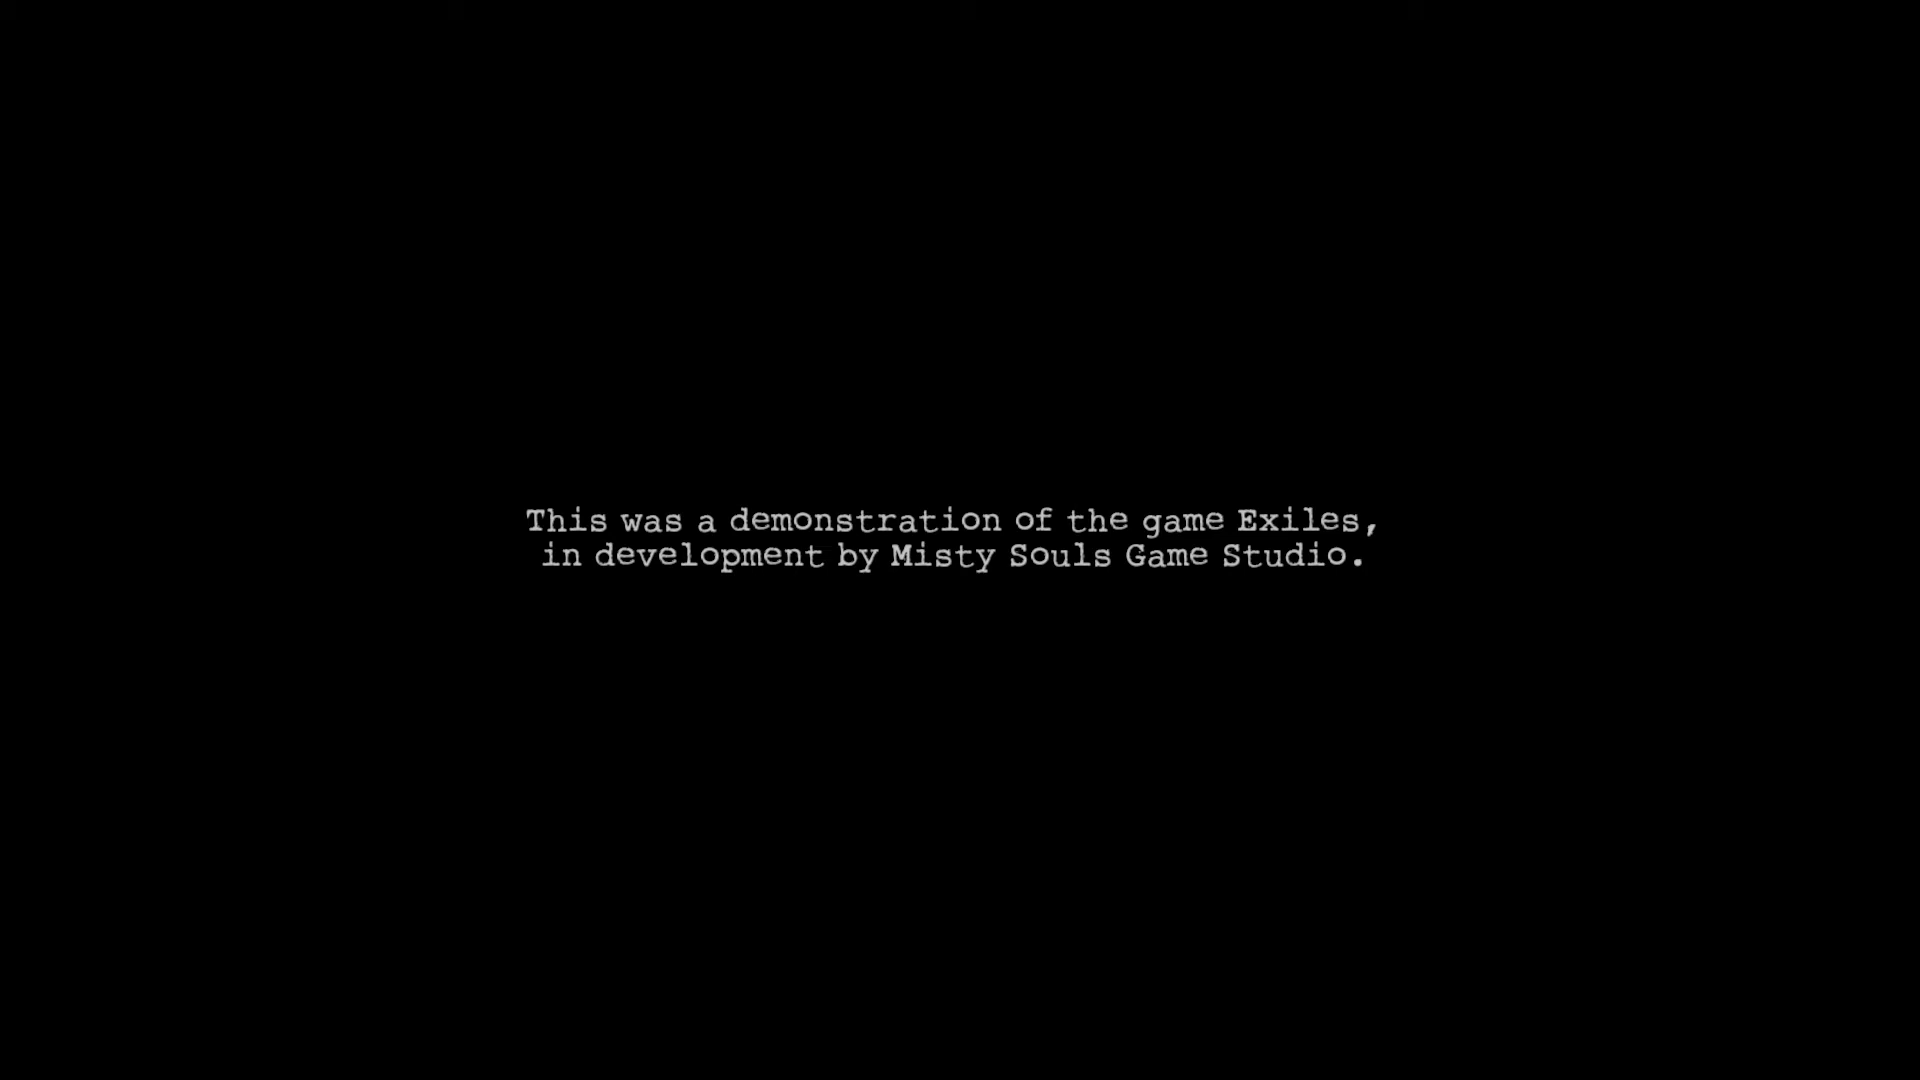 This was a demonstration of the game Exiles,
in development by Misty Souls Game Studio.